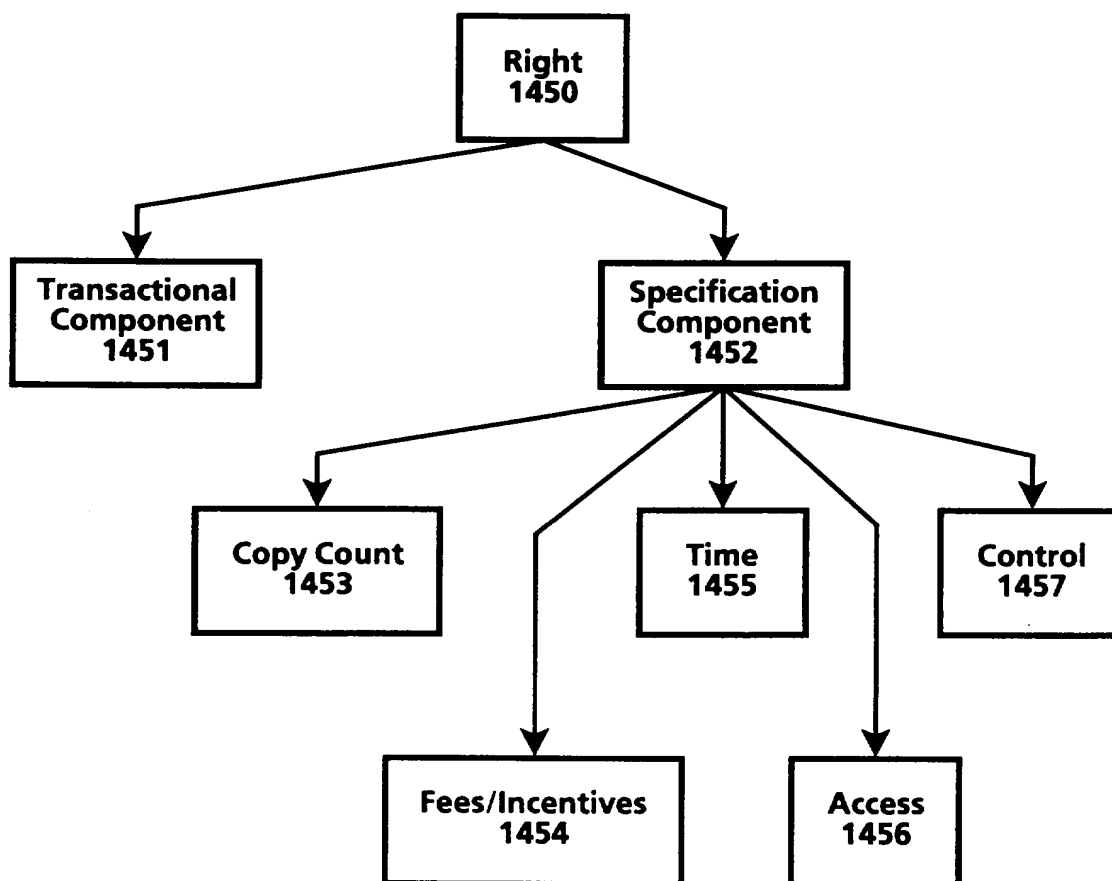 Right
1450
Transactional
Component
1451
Specification
Component
1452
Copy Count
1453
Time
1455
Control
1457
Fees/Incentives
1454
Access
1456